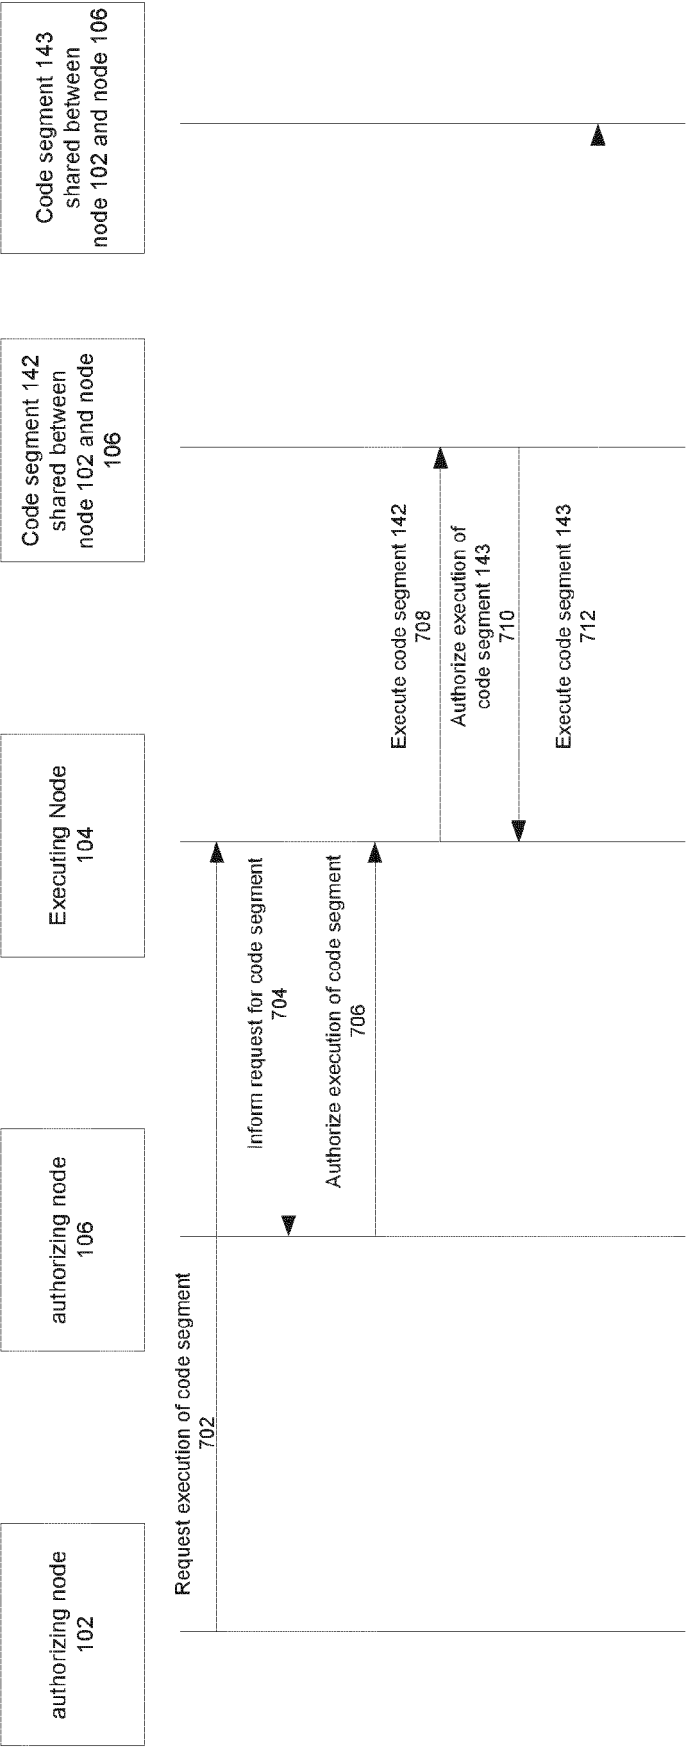 authorizing node
102
authorizing node
106
Executing Node
104
Code segment 142
shared between
node 102 and node
106
Code segment 143
shared between
node 102 and node 106
Request execution of code segment
702
Inform request for code segment
704
Authorize execution of code segment
706
Execute code segment 142
708
Authorize execution of
code segment 143
710
Execute code segment 143
712